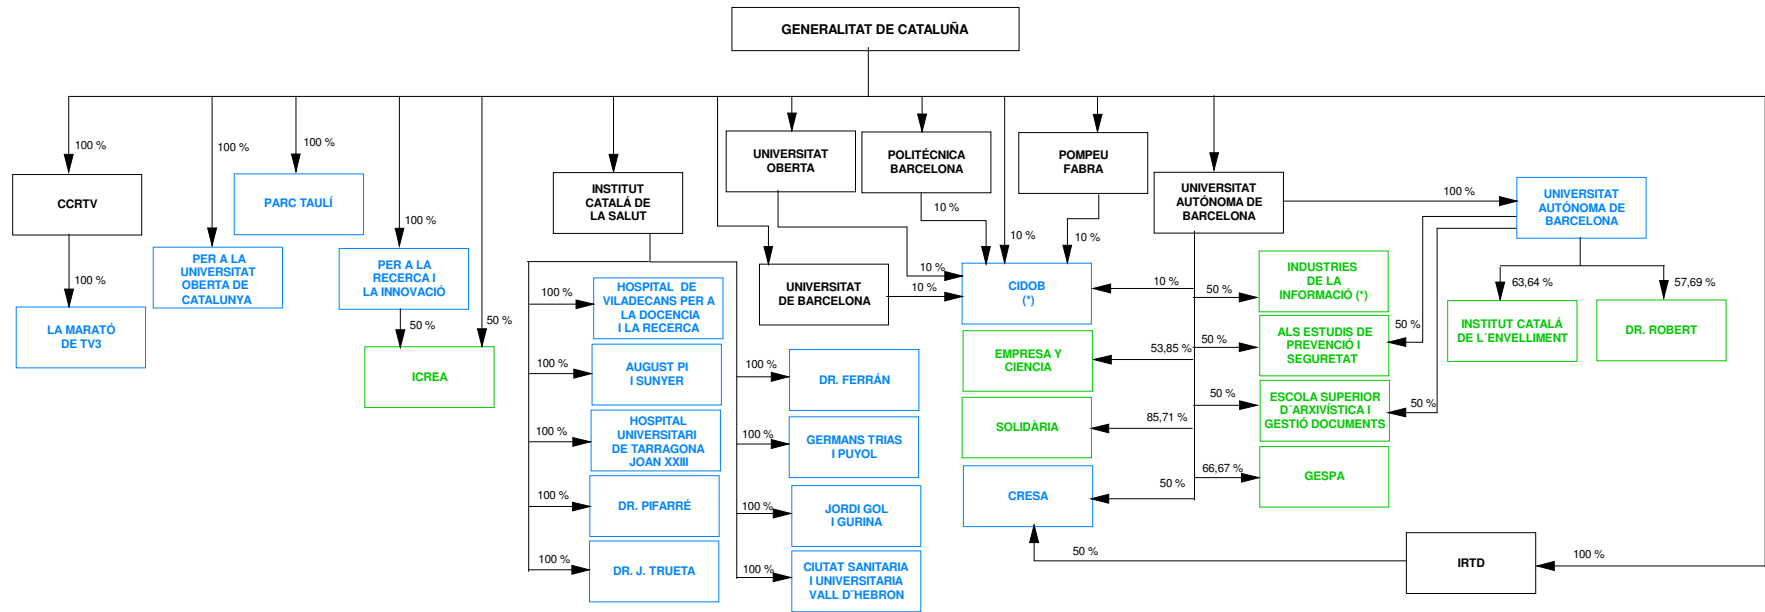 GENERALITAT DE CATALUÑA
100 %
CCRTV
100 %
LA MARATÓ
DE TV3
100 %
PER A LA
UNIVERSITAT
OBERTA DE
CATALUNYA
100 %
PARC TAULÍ
100 %
PER A LA
RECERCA I
LA INNOVACIÓ
50 %
50 %
ICREA
INSTITUT
CATALÁ DE
LA SALUT
100 %
HOSPITAL DE
VILADECANS PER A
LA DOCENCIA
I LA RECERCA
100 %
AUGUST PI
I SUNYER
100 %
HOSPITAL
UNIVERSITARI
DE TARRAGONA
JOAN XXIII
100 %
DR. PIFARRÉ
100 %
DR. J. TRUETA
100 %
DR. FERRÁN
100 %
GERMANS TRIAS
I PUYOL
100 %
JORDI GOL
I GURINA
100 %
CIUTAT SANITARIA
I UNIVERSITARIA
VALL D´HEBRON
UNIVERSITAT
OBERTA
POLITÉCNICA
BARCELONA
POMPEU
FABRA
UNIVERSITAT
DE BARCELONA
10 %
10 %
10 %
10 %
10 %
10 %
CIDOB
(*)
UNIVERSITAT
AUTÓNOMA DE
BARCELONA
100 %
UNIVERSITAT
AUTÓNOMA DE
BARCELONA
53,85 %
EMPRESA Y
CIENCIA
85,71 %
SOLIDÀRIA
50 %
CRESA
50 %
INDUSTRIES
DE LA
INFORMACIÓ (*)
50 %
ALS ESTUDIS DE
PREVENCIÓ I
SEGURETAT
50 %
50 %
ESCOLA SUPERIOR
D´ARXIVÍSTICA I
GESTIÓ DOCUMENTS
50 %
66,67 %
GESPA
63,64 %
INSTITUT CATALÁ
DE L´ENVELLIMENT
57,69 %
DR. ROBERT
50 %
IRTD
100 %